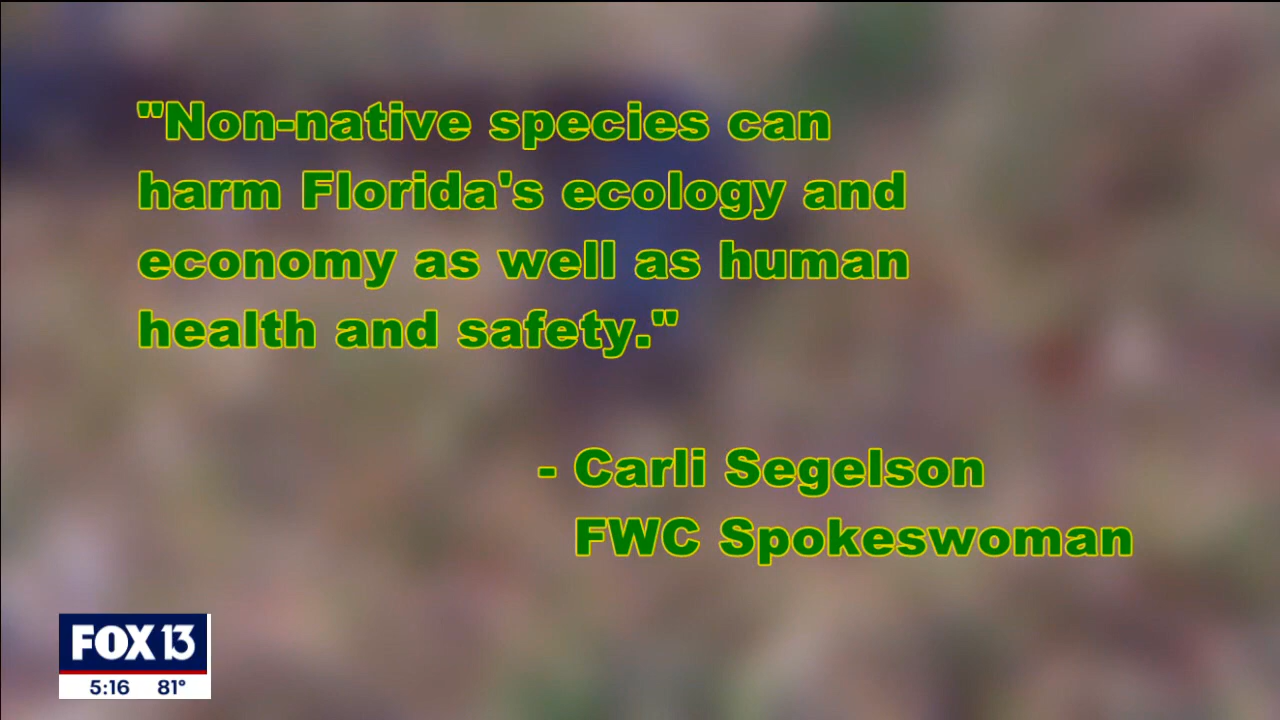 "Non-native species can
harm Florida's ecology and
economy as well as human
health and safety."
- Carli Segelson
FWC Spokeswoman
FOX 13
5:16 81°